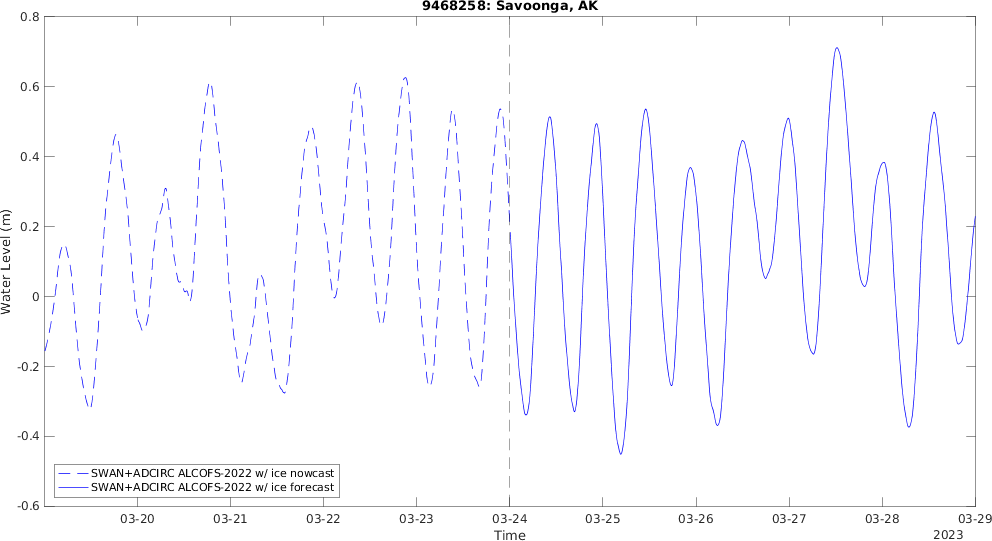 9468258: Savoonga, AK
0.8
0.6
0.4
0.2
0
-0.2
-0.4
-0.6
Water Level (m)
SWAN+ADCIRC ALCOFS-2022 w/ ice nowcast
SWAN+ADCIRC ALCOFS-2022 w/ ice forecast
03-20 03-21 03-22 03-23 03-24 03-25 03-26 03-27 03-28 03-29
Time
2023